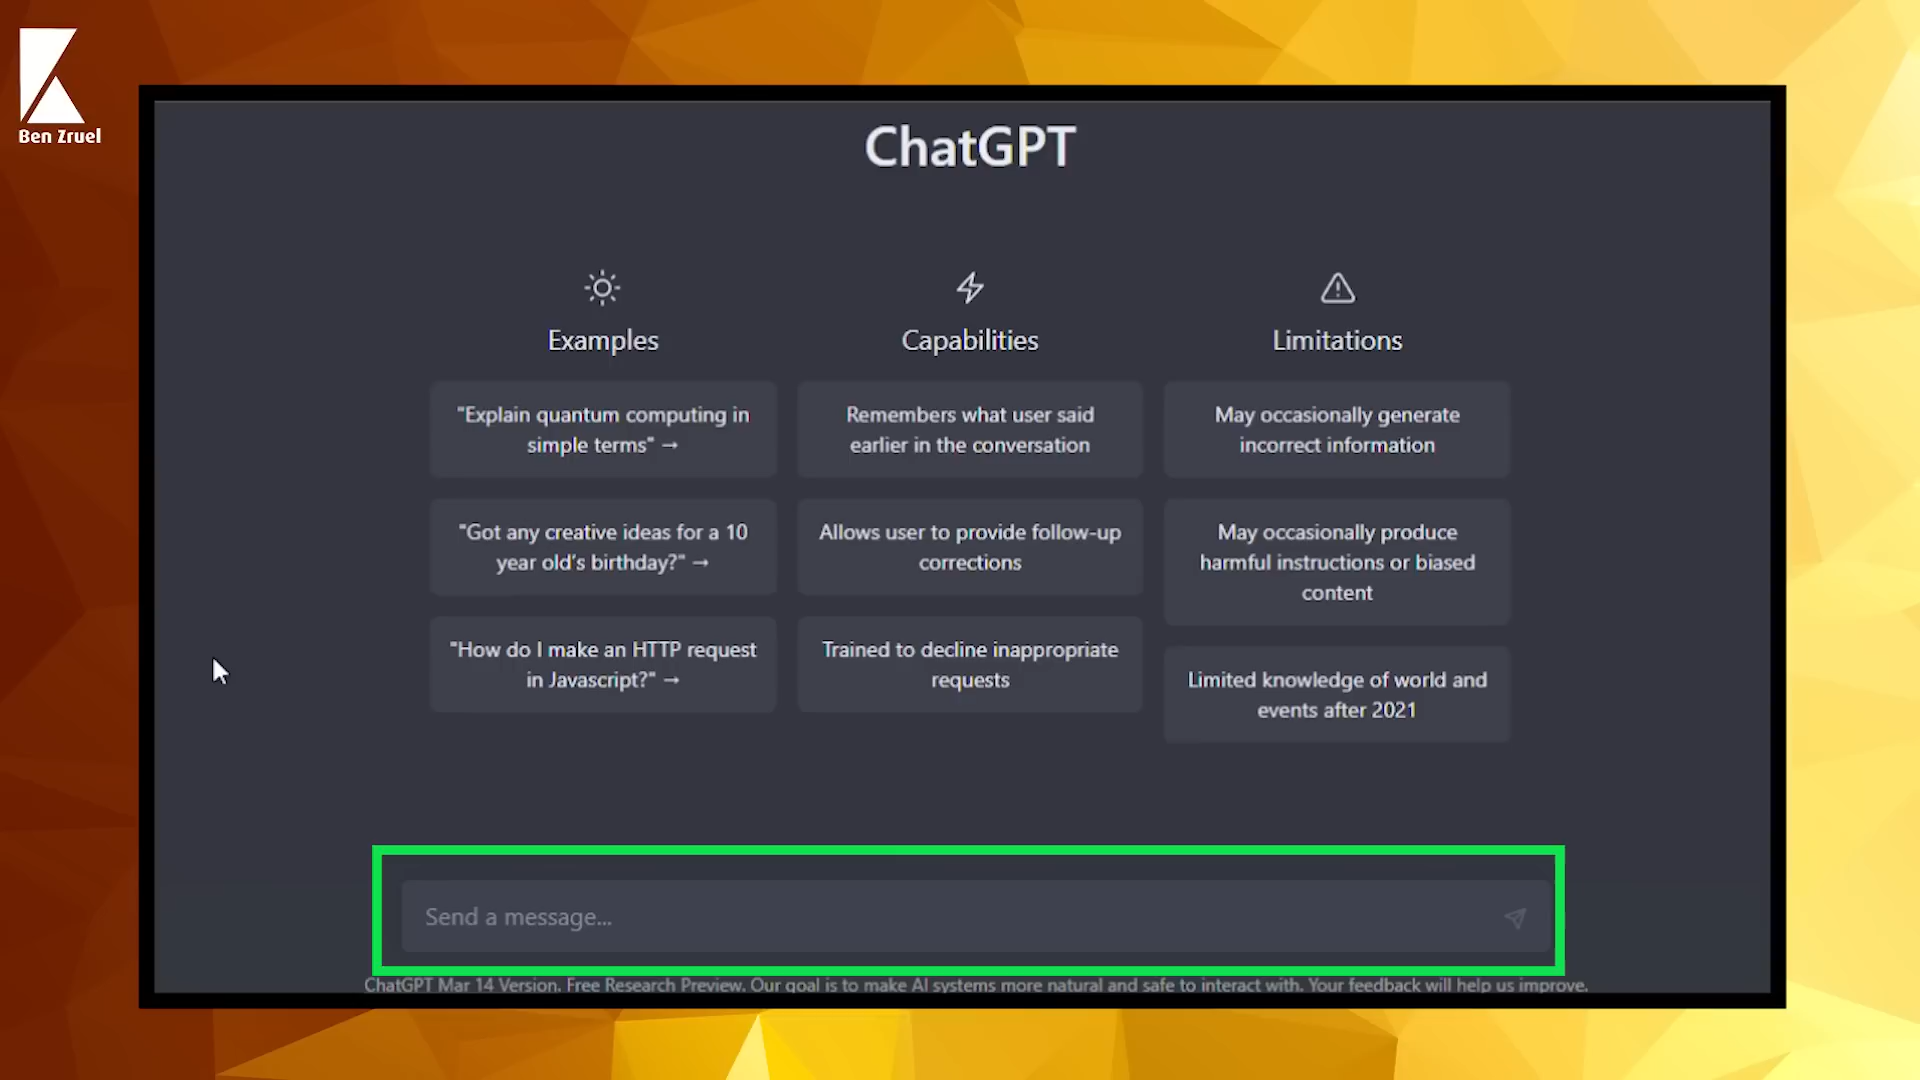 Ben Zruel
ChatGPT
Examples
"Explain quantum computing in
simple terms" →
"Got any creative ideas for a 10
year old's birthday?" →
"How do I make an HTTP request
in Javascript?" →
Capabilities
Remembers what user said
earlier in the conversation
Allows user to provide follow-up
corrections
Trained to decline inappropriate
requests
Limitations
May occasionally generate
incorrect information
May occasionally produce
harmful instructions or biased
content
Limited knowledge of world and
events after 2021
Send a message...
ChatGPT Mar 14 Version. Free Research Preview. Our goal is to make AI systems more natural and safe to interact with. Your feedback will help us improve.